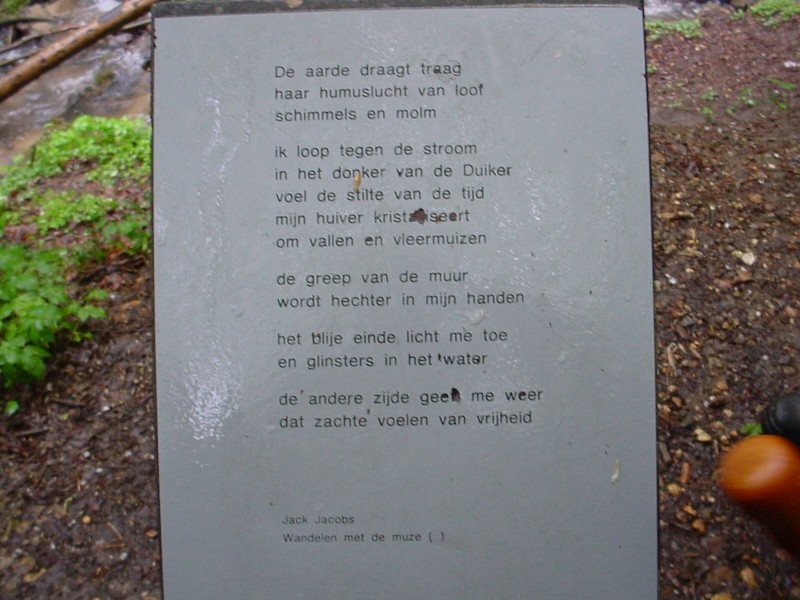 De aarde draagt traag
haar humuslucht van loof
schimmels en molm
ik loop tegen de stroom
in het donker van de Duiker
voel de stilte van de tijd
mijn huiver kristaliseert
om vallen en vleermuizen
de greep van de muur
wordt hechter in mijn handen
het blije einde licht me toe
en glinsters in het water
de andere zijde geeft me weer
dat zachte voelen van vrijheid
Jack Jacobs
Wandelen met de muze ( )